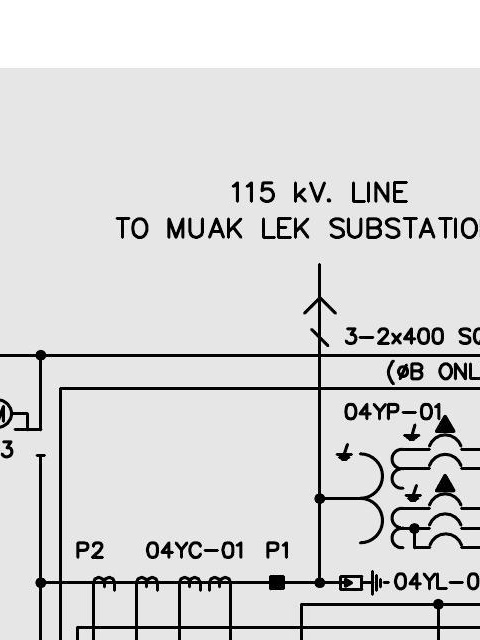 115 kV. LINE
TO MUAK LEK SUBSTATIO
3-2x400 SQ
(øB ONL
M
04YP-01
3
P2 04YC-01 P1
04YL-0